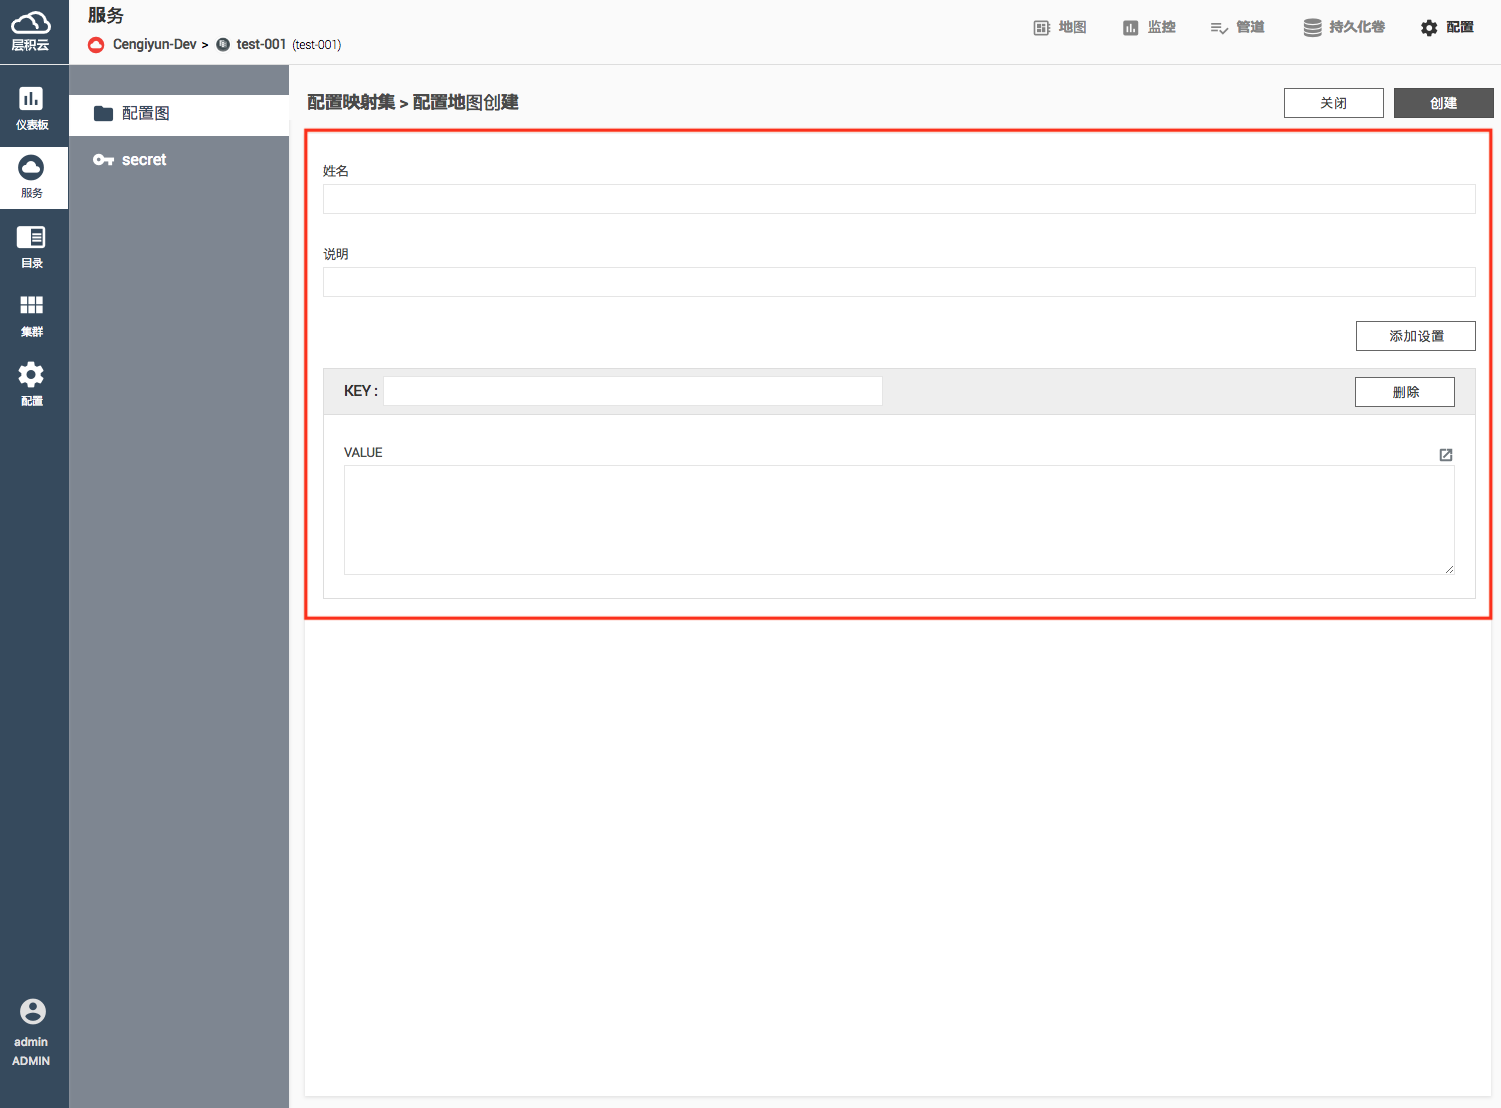 层积云
服务
Cengiyun-Dev > test-001 (test-001)
地图
监控
管道
持久化卷
配置
仪表板
服务
目录
集群
配置
admin
ADMIN
配置图
secret
配置映射集 > 配置地图创建
关闭
创建
姓名
说明
添加设置
KEY :
删除
VALUE